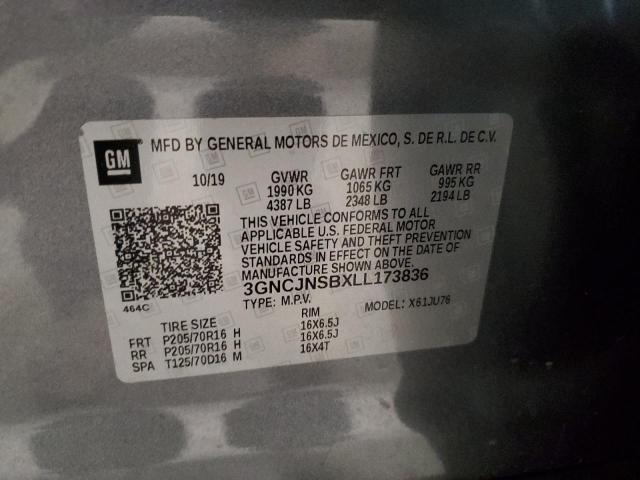 GM
MFD BY GENERAL MOTORS DE MEXICO, S. DE R.L. DE C.V.
10/19 GVWR GAWR FRT GAWR RR
1990 KG 1065 KG 995 KG
4387 LB 2348 LB 2194 LB
THIS VEHICLE CONFORMS TO ALL
APPLICABLE U.S. FEDERAL MOTOR
VEHICLE SAFETY AND THEFT PREVENTION
STANDARDS IN EFFECT ON THE DATE OF
MANUFACTURE SHOWN ABOVE.
3GNCJNSBXLL173836
464C TYPE: M.P.V. MODEL: X61JU76
TIRE SIZE RIM
FRT P205/70R16 H 16X6.5J
RR P205/70R16 H 16X6.5J
SPA T125/70D16 M 16X4T